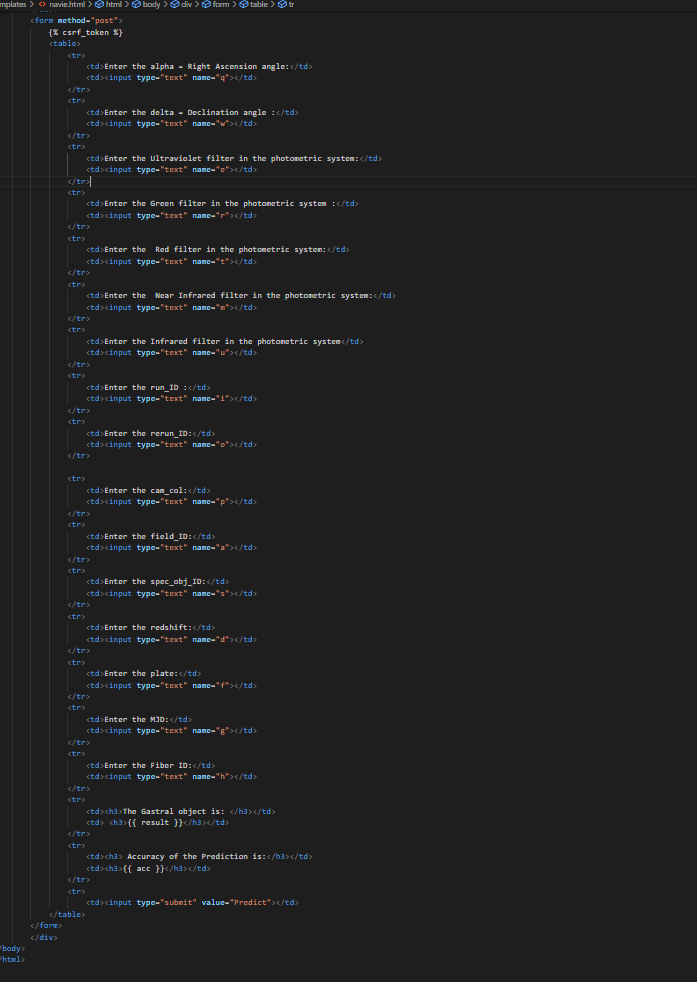 mplates > navie.html > html > body > div > form > table > tr
<form method="post">
{% csrf_token %}
<table>
<tr>
<td>Enter the alpha = Right Ascension angle:</td>
<td><input type="text" name="q"></td>
</tr>
<tr>
<td>Enter the delta = Declination angle :</td>
<td><input type="text" name="w"></td>
</tr>
<tr>
<td>Enter the Ultraviolet filter in the photometric system:</td>
<td><input type="text" name="e"></td>
</tr>
<tr>
<td>Enter the Green filter in the photometric system :</td>
<td><input type="text" name="r"></td>
</tr>
<tr>
<td>Enter the  Red filter in the photometric system:</td>
<td><input type="text" name="t"></td>
</tr>
<tr>
<td>Enter the  Near Infrared filter in the photometric system:</td>
<td><input type="text" name="m"></td>
</tr>
<tr>
<td>Enter the Infrared filter in the photometric system</td>
<td><input type="text" name="u"></td>
</tr>
<tr>
<td>Enter the run_ID :</td>
<td><input type="text" name="i"></td>
</tr>
<tr>
<td>Enter the rerun_ID:</td>
<td><input type="text" name="o"></td>
</tr>
<tr>
<td>Enter the cam_col:</td>
<td><input type="text" name="p"></td>
</tr>
<tr>
<td>Enter the field_ID:</td>
<td><input type="text" name="a"></td>
</tr>
<tr>
<td>Enter the spec_obj_ID:</td>
<td><input type="text" name="s"></td>
</tr>
<tr>
<td>Enter the redshift:</td>
<td><input type="text" name="d"></td>
</tr>
<tr>
<td>Enter the plate:</td>
<td><input type="text" name="f"></td>
</tr>
<tr>
<td>Enter the MJD:</td>
<td><input type="text" name="g"></td>
</tr>
<tr>
<td>Enter the Fiber ID:</td>
<td><input type="text" name="h"></td>
</tr>
<tr>
<td><h3>The Gastral object is: </h3></td>
<td> <h3>{{ result }}</h3></td>
</tr>
<tr>
<td><h3> Accuracy of the Prediction is:</h3></td>
<td><h3>{{ acc }}</h3></td>
</tr>
<tr>
<td><input type="submit" value="Predict"></td>
</table>
</form>
</div>
/body>
/html>